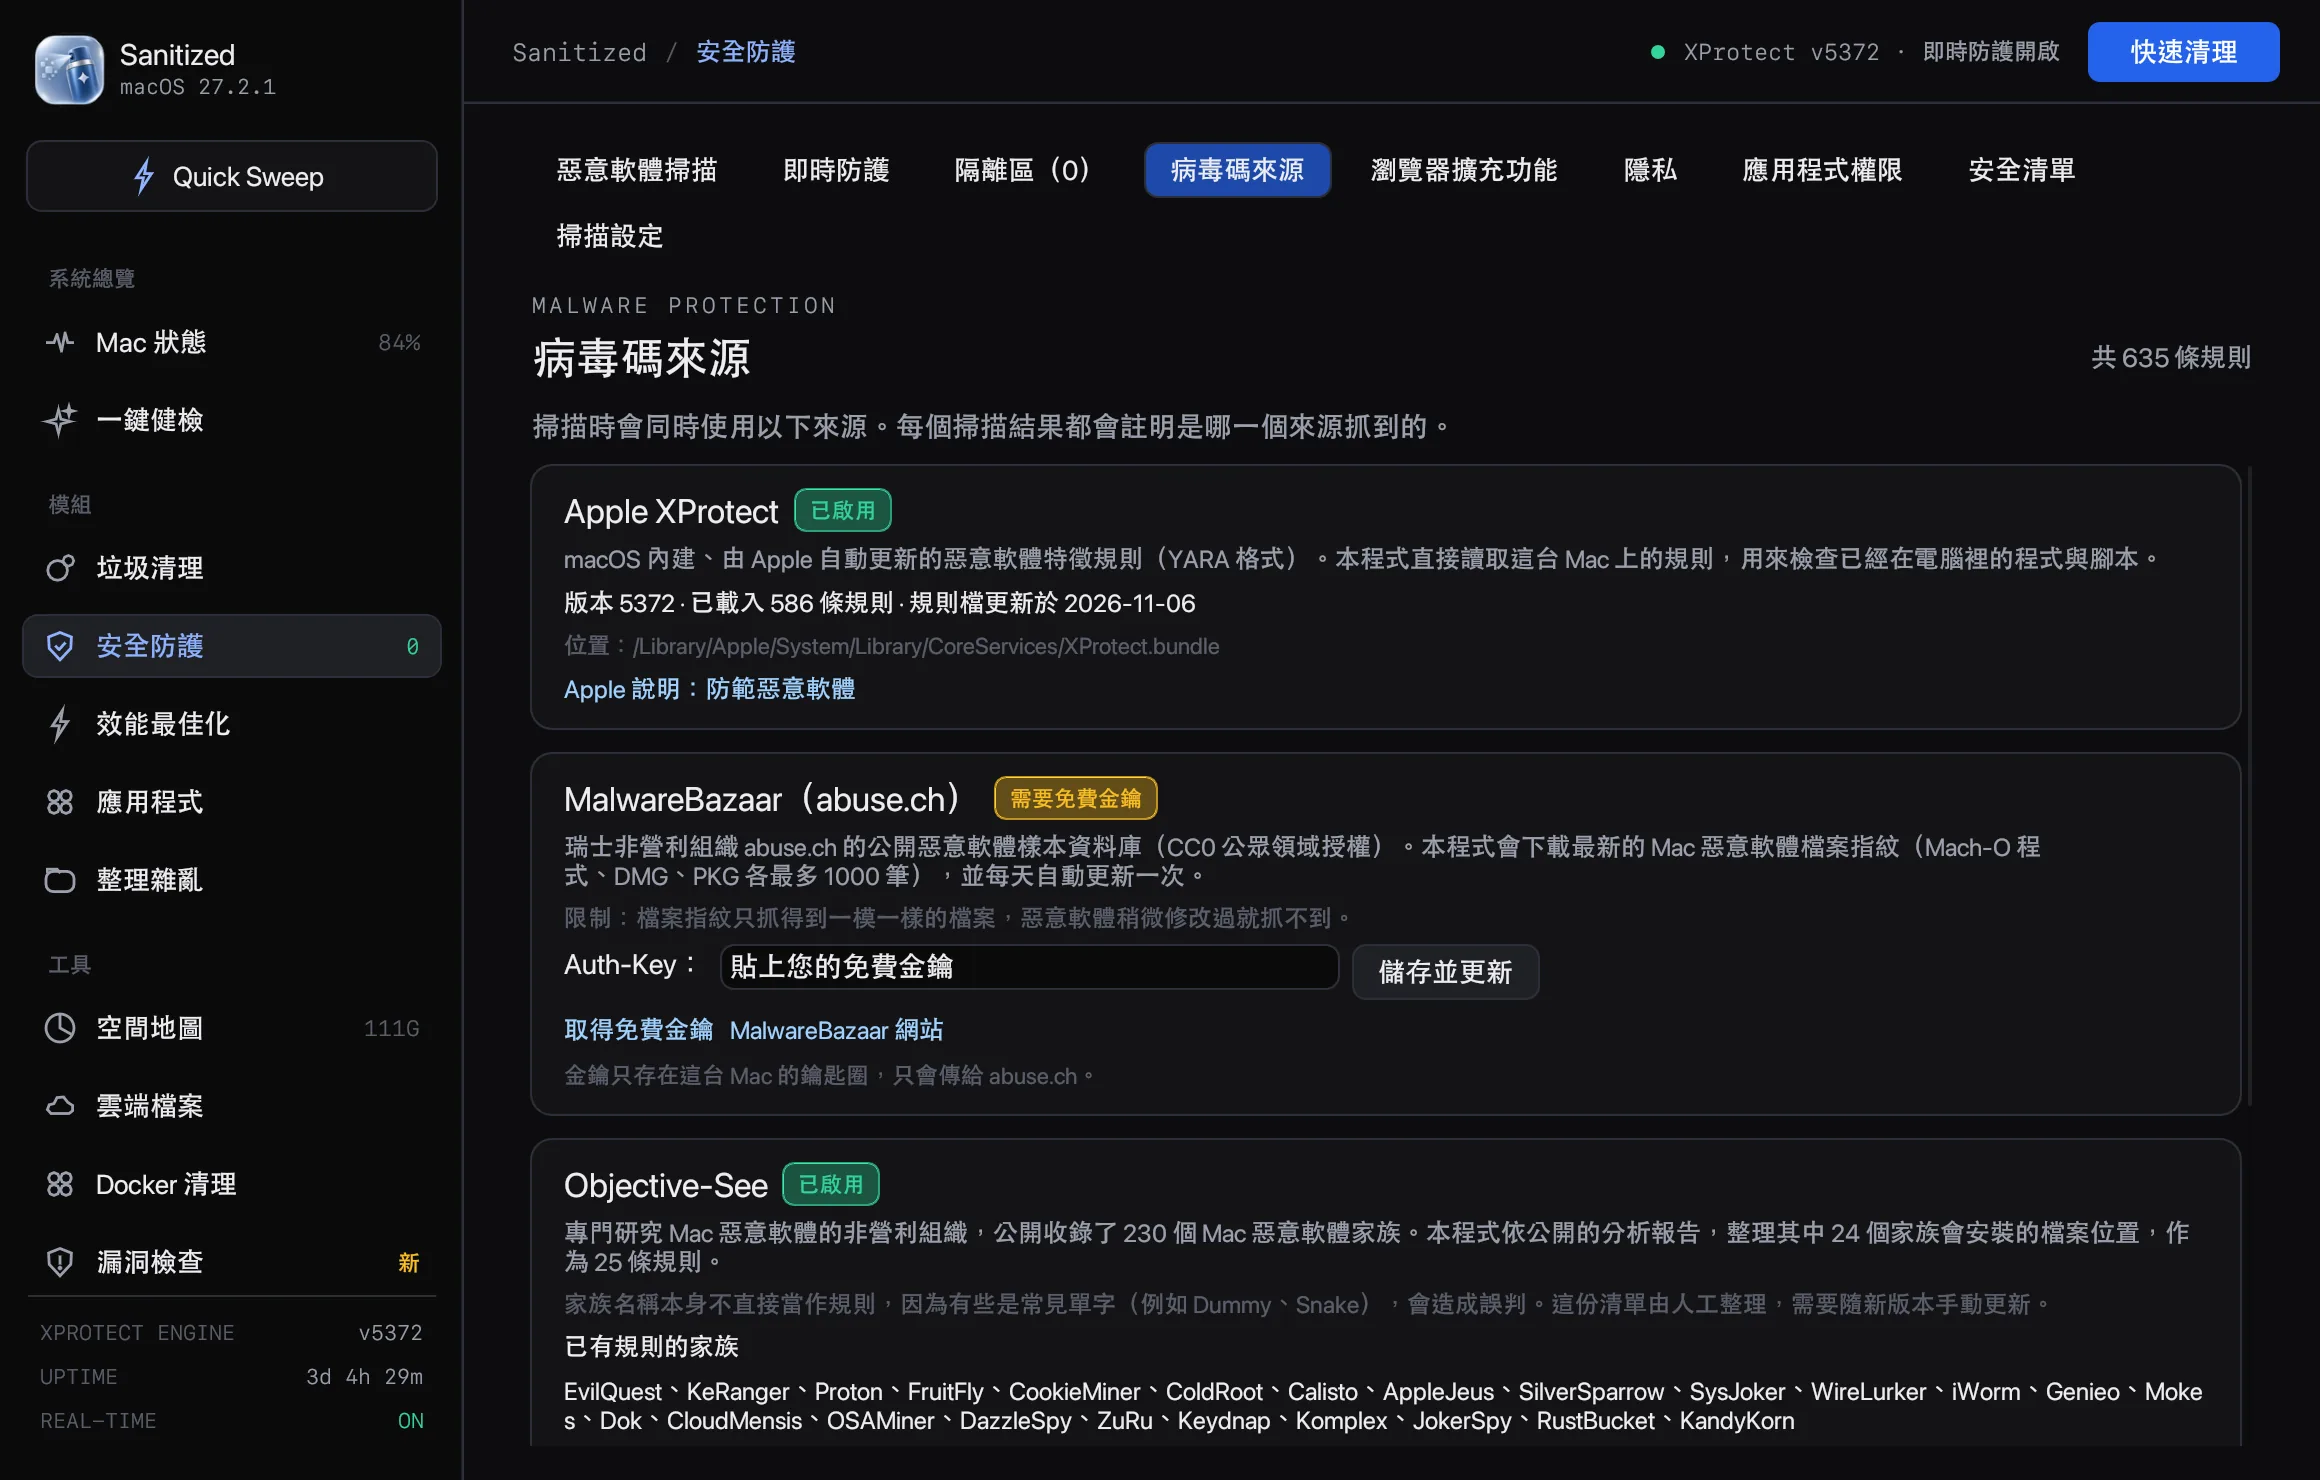 Sanitized
macOS 27.2.1
Quick Sweep
系統總覽
Mac 狀態 84%
一鍵健檢
模組
垃圾清理
安全防護 0
效能最佳化
應用程式
整理雜亂
工具
空間地圖 111G
雲端檔案
Docker 清理
漏洞檢查 新
XPROTECT ENGINE v5372
UPTIME 3d 4h 29m
REAL-TIME ON
Sanitized / 安全防護
XProtect v5372 · 即時防護開啟
快速清理
惡意軟體掃描 即時防護 隔離區（0） 病毒碼來源 瀏覽器擴充功能 隱私 應用程式權限 安全清單
掃描設定
MALWARE PROTECTION
病毒碼來源
共 635 條規則
掃描時會同時使用以下來源。每個掃描結果都會註明是哪一個來源抓到的。
Apple XProtect 已啟用
macOS 內建、由 Apple 自動更新的惡意軟體特徵規則（YARA 格式）。本程式直接讀取這台 Mac 上的規則，用來檢查已經在電腦裡的程式與腳本。
版本 5372 · 已載入 586 條規則 · 規則檔更新於 2026-11-06
位置：/Library/Apple/System/Library/CoreServices/XProtect.bundle
Apple 說明：防範惡意軟體
MalwareBazaar（abuse.ch） 需要免費金鑰
瑞士非營利組織 abuse.ch 的公開惡意軟體樣本資料庫（CC0 公眾領域授權）。本程式會下載最新的 Mac 惡意軟體檔案指紋（Mach-O 程
式、DMG、PKG 各最多 1000 筆），並每天自動更新一次。
限制：檔案指紋只抓得到一模一樣的檔案，惡意軟體稍微修改過就抓不到。
Auth-Key： 貼上您的免費金鑰 儲存並更新
取得免費金鑰 MalwareBazaar 網站
金鑰只存在這台 Mac 的鑰匙圈，只會傳給 abuse.ch。
Objective-See 已啟用
專門研究 Mac 惡意軟體的非營利組織，公開收錄了 230 個 Mac 惡意軟體家族。本程式依公開的分析報告，整理其中 24 個家族會安裝的檔案位置，作
為 25 條規則。
家族名稱本身不直接當作規則，因為有些是常見單字（例如 Dummy、Snake），會造成誤判。這份清單由人工整理，需要隨新版本手動更新。
已有規則的家族
EvilQuest、KeRanger、Proton、FruitFly、CookieMiner、ColdRoot、Calisto、AppleJeus、SilverSparrow、SysJoker、WireLurker、iWorm、Genieo、Moke
s、Dok、CloudMensis、OSAMiner、DazzleSpy、ZuRu、Keydnap、Komplex、JokerSpy、RustBucket、KandyKorn